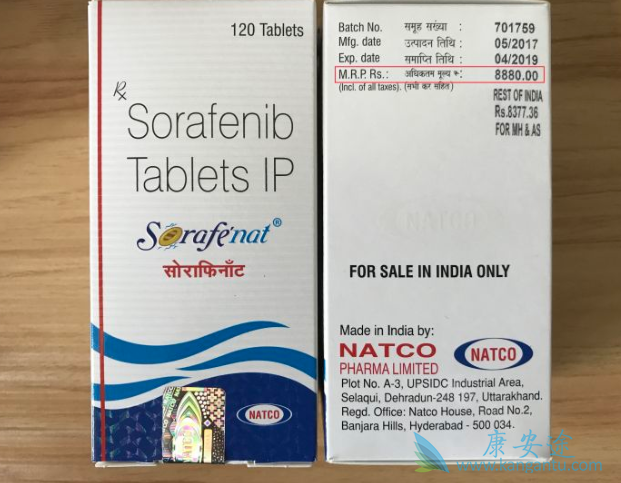 120 Tablets
Rx
Sorafenib
Tablets IP
Sorafenat®
सोराफिनॉंट
NATCO
Batch No. समूह संख्या : 701759
Mfg. date उत्पादन तिथि : 05/2017
Exp. date समाप्ति तिथि : 04/2019
M.R.P. Rs.: अधिकतम मूल्य रू: 8880.00
(Incl. of all taxes). (सभी कर सहित)
REST OF INDIA
Rs.8377.36
FOR MH & AS
NATCO
FOR SALE IN INDIA ONLY
Made in India by:
NATCO
PHARMA LIMITED
NATCO
Plot No. A-3, UPSIDC Industrial Area,
Selaqui, Dehradun-248 197, Uttarakhand.
Regd. Office: Natco House, Road No.2,
Banjara Hills, Hyderabad - 500 034.
康安途